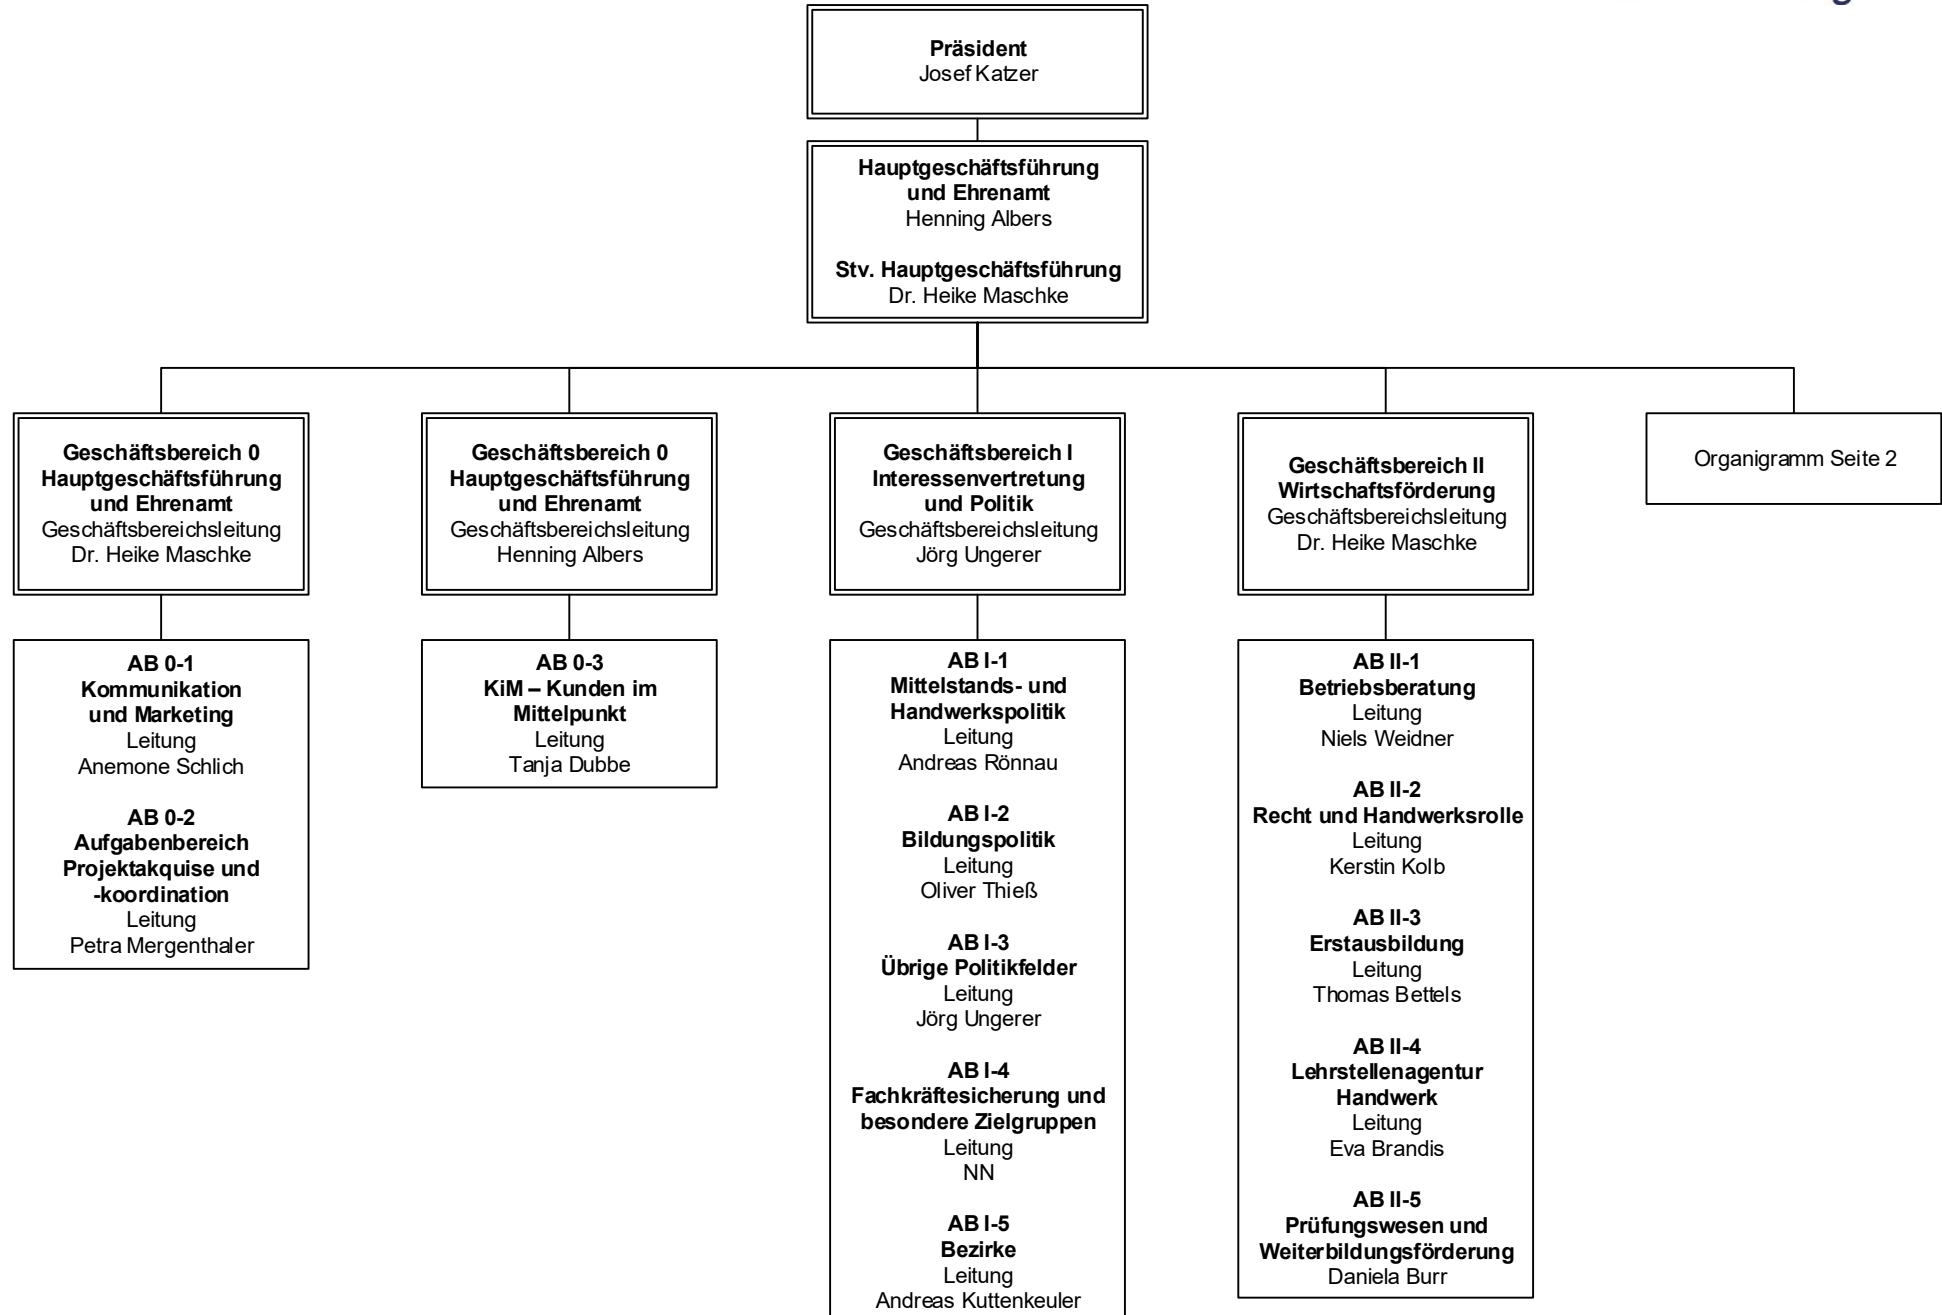 Präsident
Josef Katzer
Hauptgeschäftsführung
und Ehrenamt
Henning Albers
Stv. Hauptgeschäftsführung
Dr. Heike Maschke
Geschäftsbereich 0
Hauptgeschäftsführung
und Ehrenamt
Geschäftsbereichsleitung
Dr. Heike Maschke
Geschäftsbereich 0
Hauptgeschäftsführung
und Ehrenamt
Geschäftsbereichsleitung
Henning Albers
Geschäftsbereich I
Interessenvertretung
und Politik
Geschäftsbereichsleitung
Jörg Ungerer
Geschäftsbereich II
Wirtschaftsförderung
Geschäftsbereichsleitung
Dr. Heike Maschke
Organigramm Seite 2
AB 0-1
Kommunikation
und Marketing
Leitung
Anemone Schlich
AB 0-2
Aufgabenbereich
Projektakquise und
-koordination
Leitung
Petra Mergenthaler
AB 0-3
KiM – Kunden im
Mittelpunkt
Leitung
Tanja Dubbe
AB I-1
Mittelstands- und
Handwerkspolitik
Leitung
Andreas Rönnau
AB I-2
Bildungspolitik
Leitung
Oliver Thieß
AB I-3
Übrige Politikfelder
Leitung
Jörg Ungerer
AB I-4
Fachkräftesicherung und
besondere Zielgruppen
Leitung
NN
AB I-5
Bezirke
Leitung
Andreas Kuttenkeuler
AB II-1
Betriebsberatung
Leitung
Niels Weidner
AB II-2
Recht und Handwerksrolle
Leitung
Kerstin Kolb
AB II-3
Erstausbildung
Leitung
Thomas Bettels
AB II-4
Lehrstellenagentur
Handwerk
Leitung
Eva Brandis
AB II-5
Prüfungswesen und
Weiterbildungsförderung
Daniela Burr